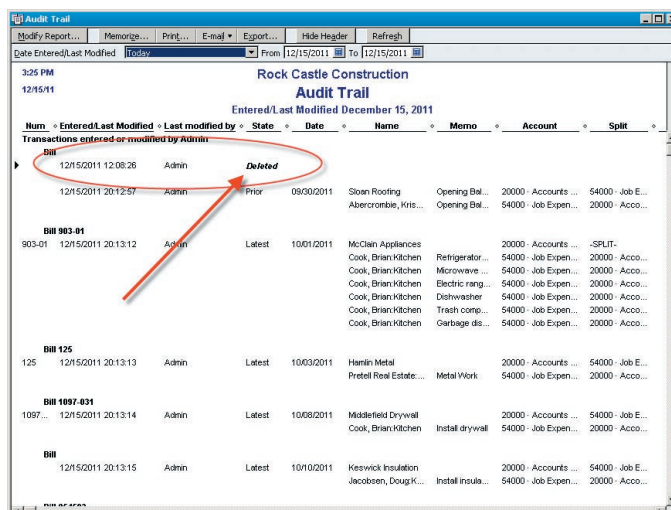 Audit Trail
Modify Report... Memorize... Print... E-mail Export... Hide Header Refresh
Date Entered/Last Modified Today From 12/15/2011 To 12/15/2011
3:25 PM Rock Castle Construction
12/15/11 Audit Trail
Entered/Last Modified December 15, 2011
Num Entered/Last Modified Last modified by State Date Name Memo Account Split
Transactions entered or modified by Admin
Bill
12/15/2011 12:08:26 Admin Deleted
12/15/2011 20:12:57 Admin Prior 09/30/2011 Sloan Roofing Opening Bal... 20000 · Accounts ... 54000 · Job E...
Abercrombie, Kris... Opening Bal... 54000 · Job Expen... 20000 · Acco...
Bill 903-01
903-01 12/15/2011 20:13:12 Admin Latest 10/01/2011 McClain Appliances 20000 · Accounts ... -SPLIT-
Cook, Brian:Kitchen Refrigerator... 54000 · Job Expen... 20000 · Acco...
Cook, Brian:Kitchen Microwave ... 54000 · Job Expen... 20000 · Acco...
Cook, Brian:Kitchen Electric rang... 54000 · Job Expen... 20000 · Acco...
Cook, Brian:Kitchen Dishwasher 54000 · Job Expen... 20000 · Acco...
Cook, Brian:Kitchen Trash comp... 54000 · Job Expen... 20000 · Acco...
Cook, Brian:Kitchen Garbage dis... 54000 · Job Expen... 20000 · Acco...
Bill 125
125 12/15/2011 20:13:13 Admin Latest 10/03/2011 Hamlin Metal 20000 · Accounts ... 54000 · Job E...
Pretell Real Estate:... Metal Work 54000 · Job Expen... 20000 · Acco...
Bill 1097-031
1097... 12/15/2011 20:13:14 Admin Latest 10/08/2011 Middlefield Drywall 20000 · Accounts ... 54000 · Job E...
Cook, Brian:Kitchen Install drywall 54000 · Job Expen... 20000 · Acco...
Bill
12/15/2011 20:13:15 Admin Latest 10/10/2011 Keswick Insulation 20000 · Accounts ... 54000 · Job E...
Jacobsen, Doug:K... Install insula... 54000 · Job Expen... 20000 · Acco...